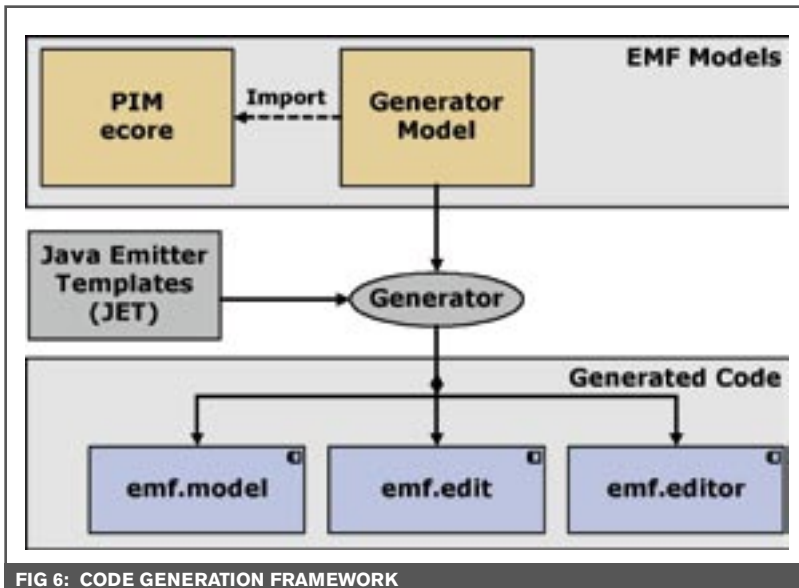 EMF Models
PIM
ecore
Import
Generator
Model
Java Emitter
Templates
(JET)
Generator
Generated Code
emf.model
emf.edit
emf.editor
FIG 6: CODE GENERATION FRAMEWORK